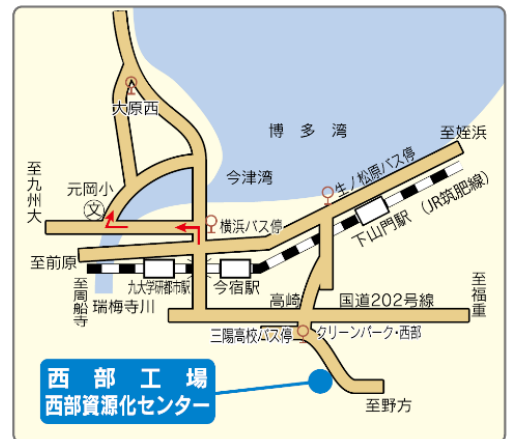 大原西
博多湾
至姪浜
今津湾
生ノ松原バス停
至九州大
元岡小
文
横浜バス停
下山門駅 (JR筑肥線)
至前原
至周船寺
瑞梅寺川
九大学研都市駅
今宿駅
高崎
国道202号線
至福重
三陽高校バス停
クリーンパーク・西部
西部工場
西部資源化センター
至野方